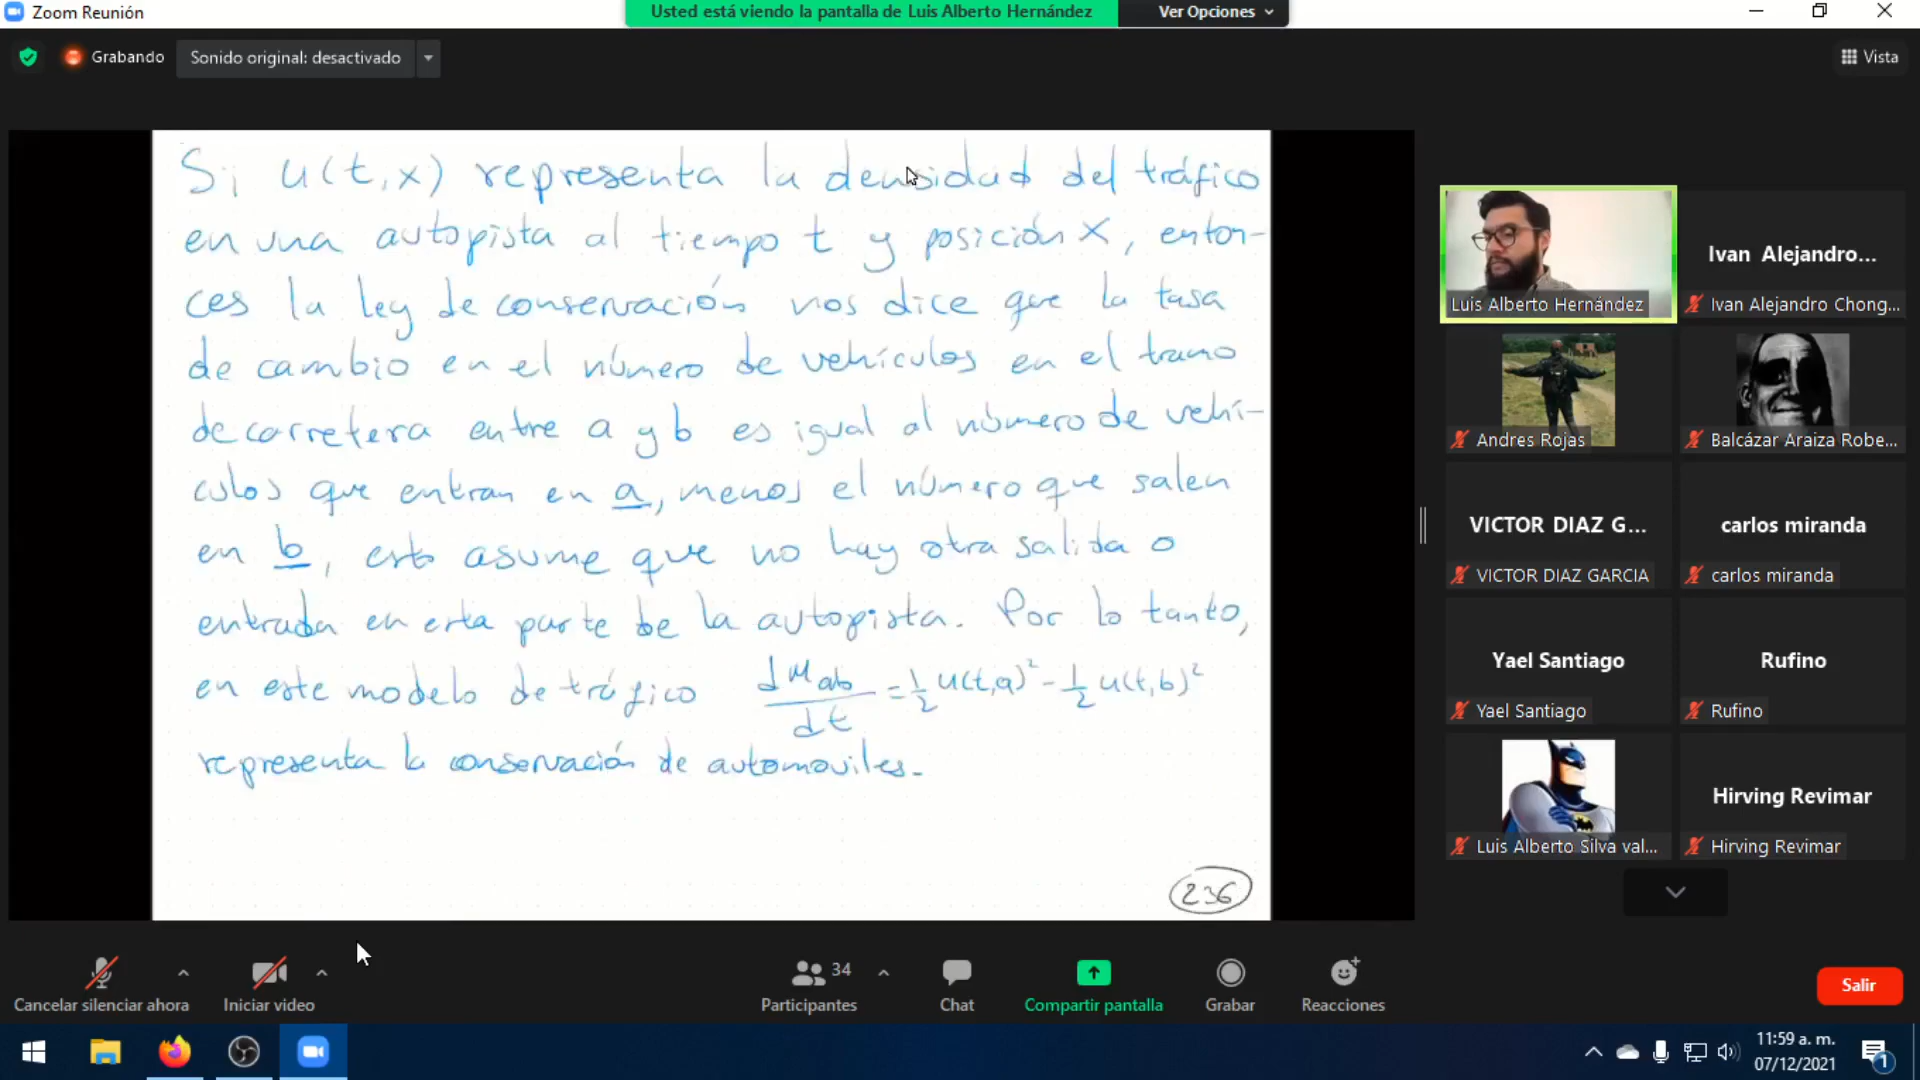 Zoom Reunión
Usted está viendo la pantalla de Luis Alberto Hernández
Ver Opciones
Grabando
Sonido original: desactivado
Vista
Si u(t,x) representa la densidad del tráfico
en una autopista al tiempo t y posición x, enton-
ces la ley de conservación nos dice que la tasa
de cambio en el número de vehículos en el tramo
de carretera entre a y b es igual al número de vehí-
culos que entran en a, menos el número que salen
en b, esto asume que no hay otra salida o
entrada en esta parte de la autopista. Por lo tanto,
en este modelo de tráfico dMab/dt = 1/2 u(t,a)² - 1/2 u(t,b)²
representa la conservación de automoviles.
236
Luis Alberto Hernández
Ivan Alejandro...
Ivan Alejandro Chong...
Andres Rojas
Balcázar Araiza Robe...
VICTOR DIAZ G...
VICTOR DIAZ GARCIA
carlos miranda
carlos miranda
Yael Santiago
Yael Santiago
Rufino
Rufino
Luis Alberto Silva val...
Hirving Revimar
Hirving Revimar
Cancelar silenciar ahora
Iniciar video
34
Participantes
Chat
Compartir pantalla
Grabar
Reacciones
Salir
11:59 a. m.
07/12/2021
1